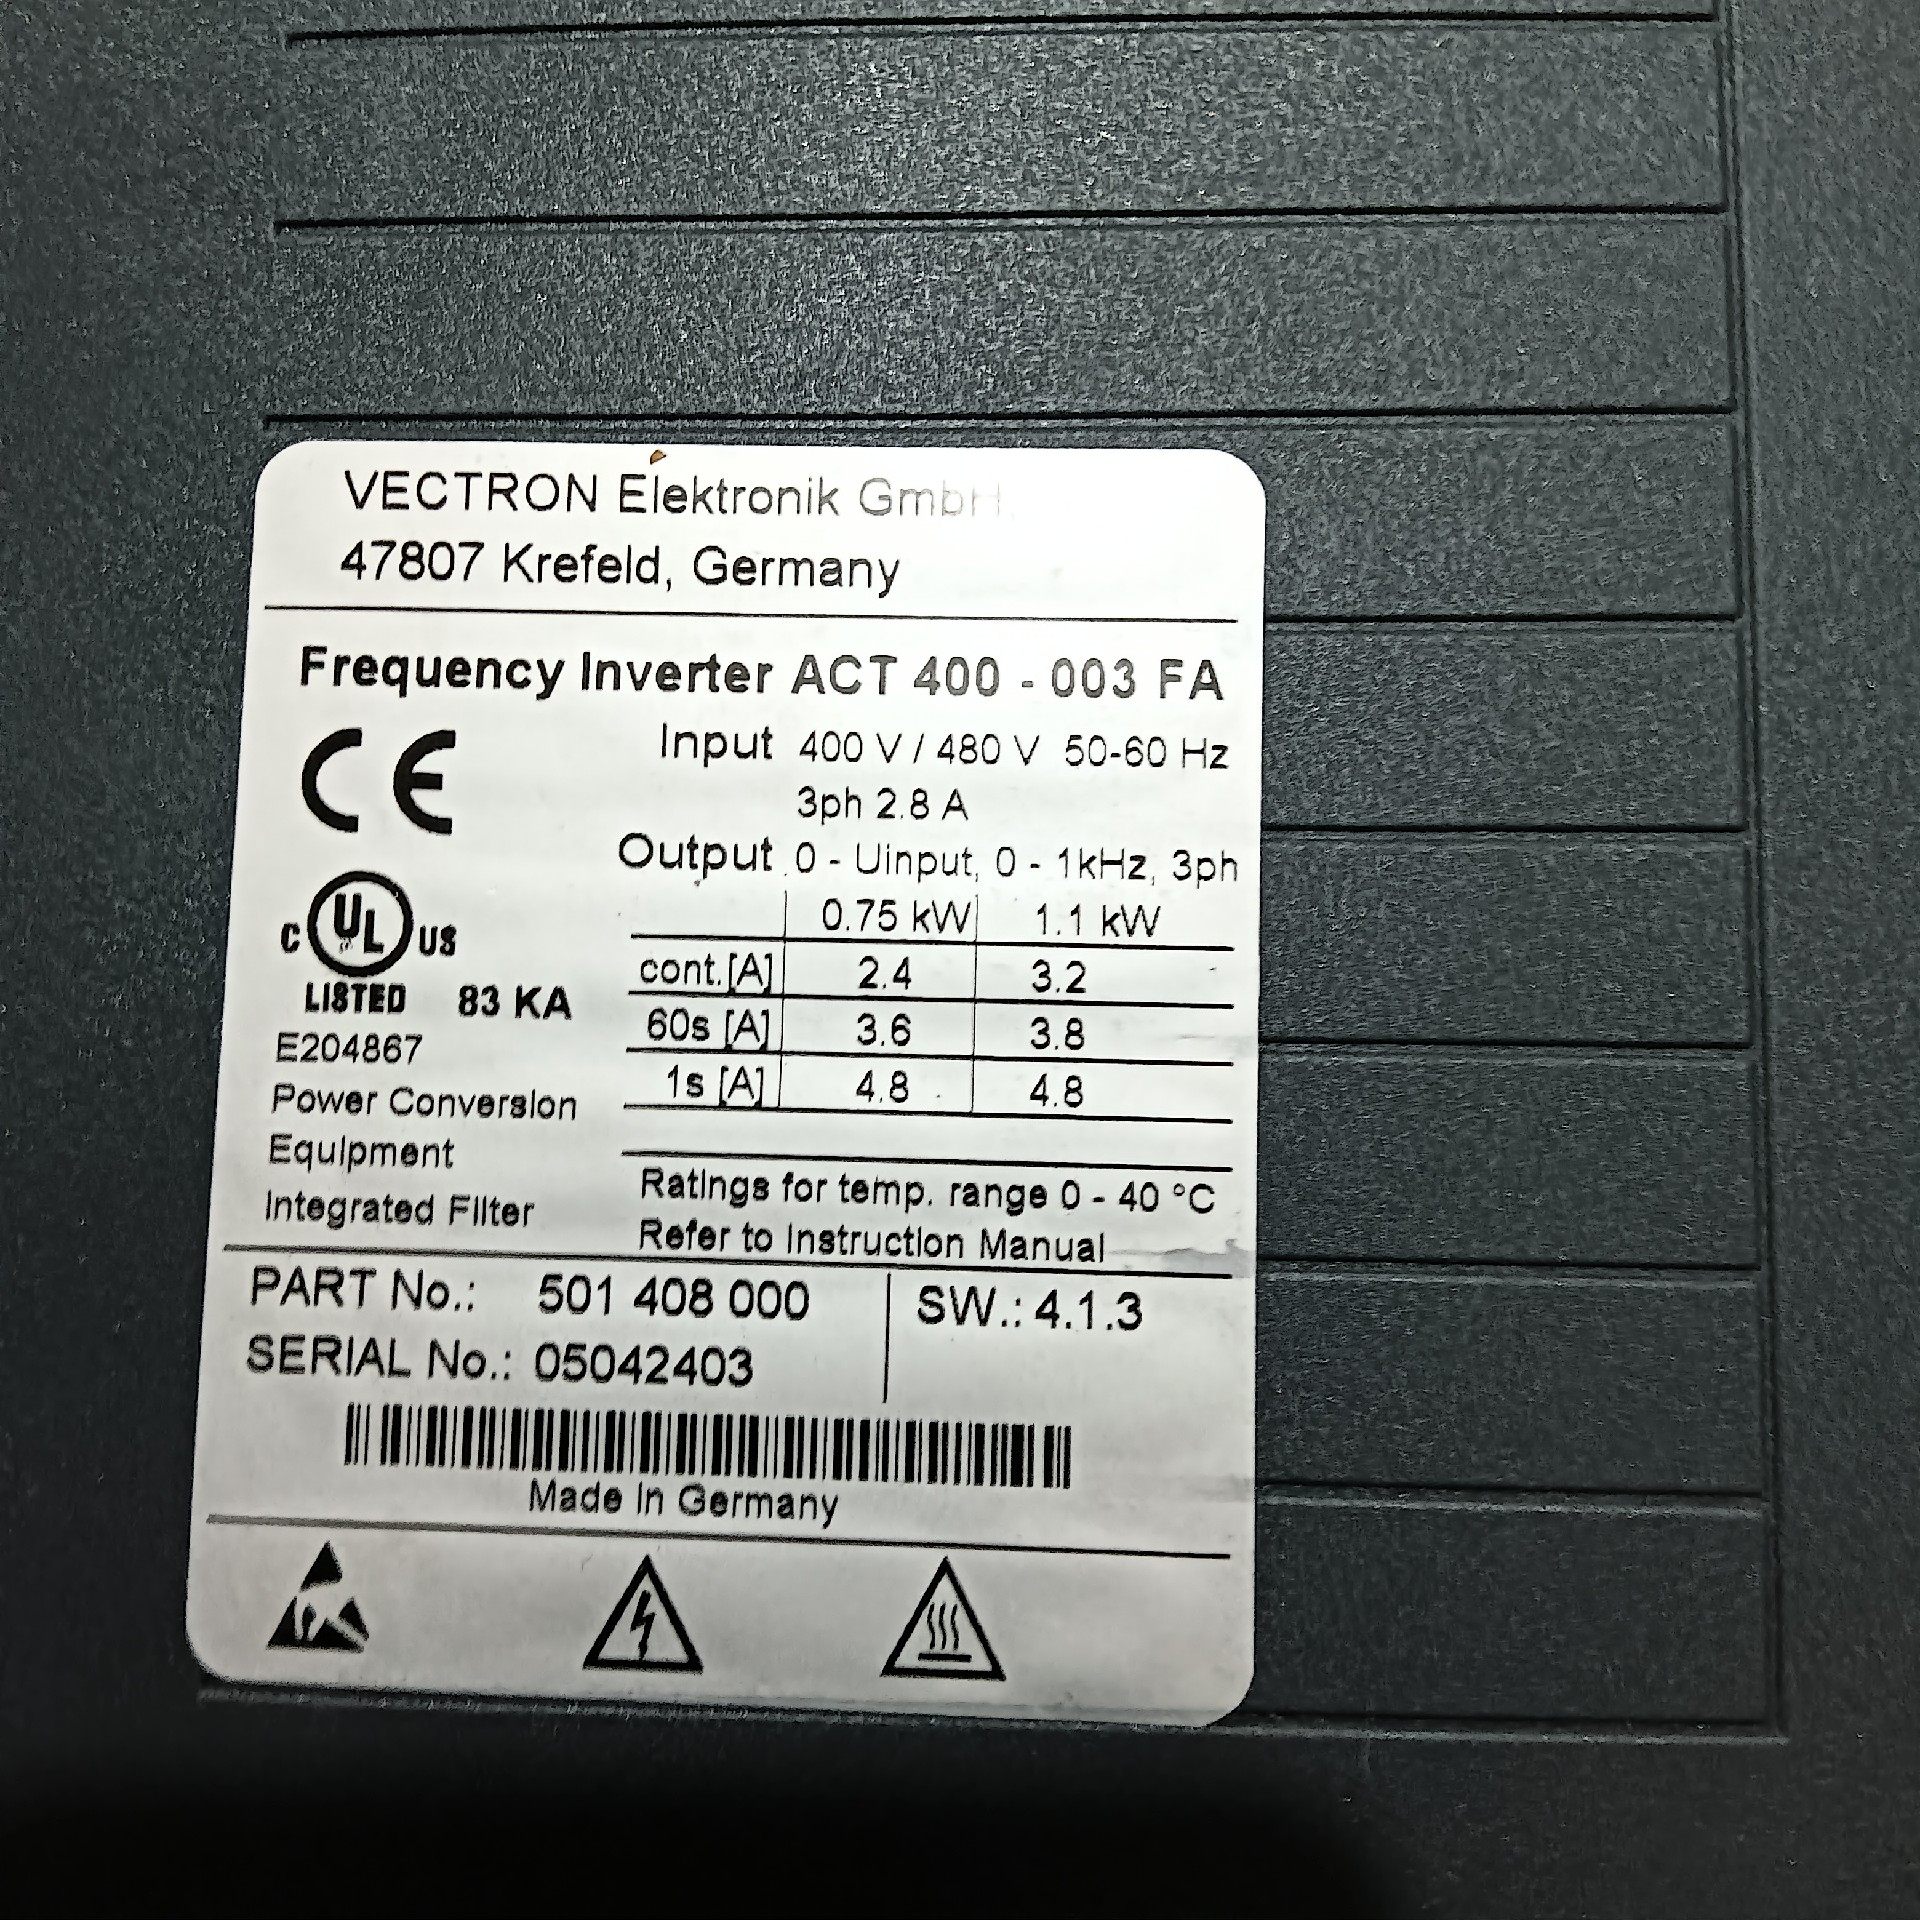 VECTRON Elektronik GmbH
47807 Krefeld, Germany
Frequency Inverter ACT 400 - 003 FA
CE
Input 400 V / 480 V 50-60 Hz
3ph 2.8 A
Output 0 - Uinput, 0 - 1kHz, 3ph
0.75 kW 1.1 kW
cont.[A] 2.4 3.2
60s [A] 3.6 3.8
1s [A] 4.8 4.8
C UL US
LISTED 83 KA
E204867
Power Conversion
Equipment
Integrated Filter
Ratings for temp. range 0 - 40 °C
Refer to Instruction Manual
PART No.: 501 408 000 SW.: 4.1.3
SERIAL No.: 05042403
Made in Germany